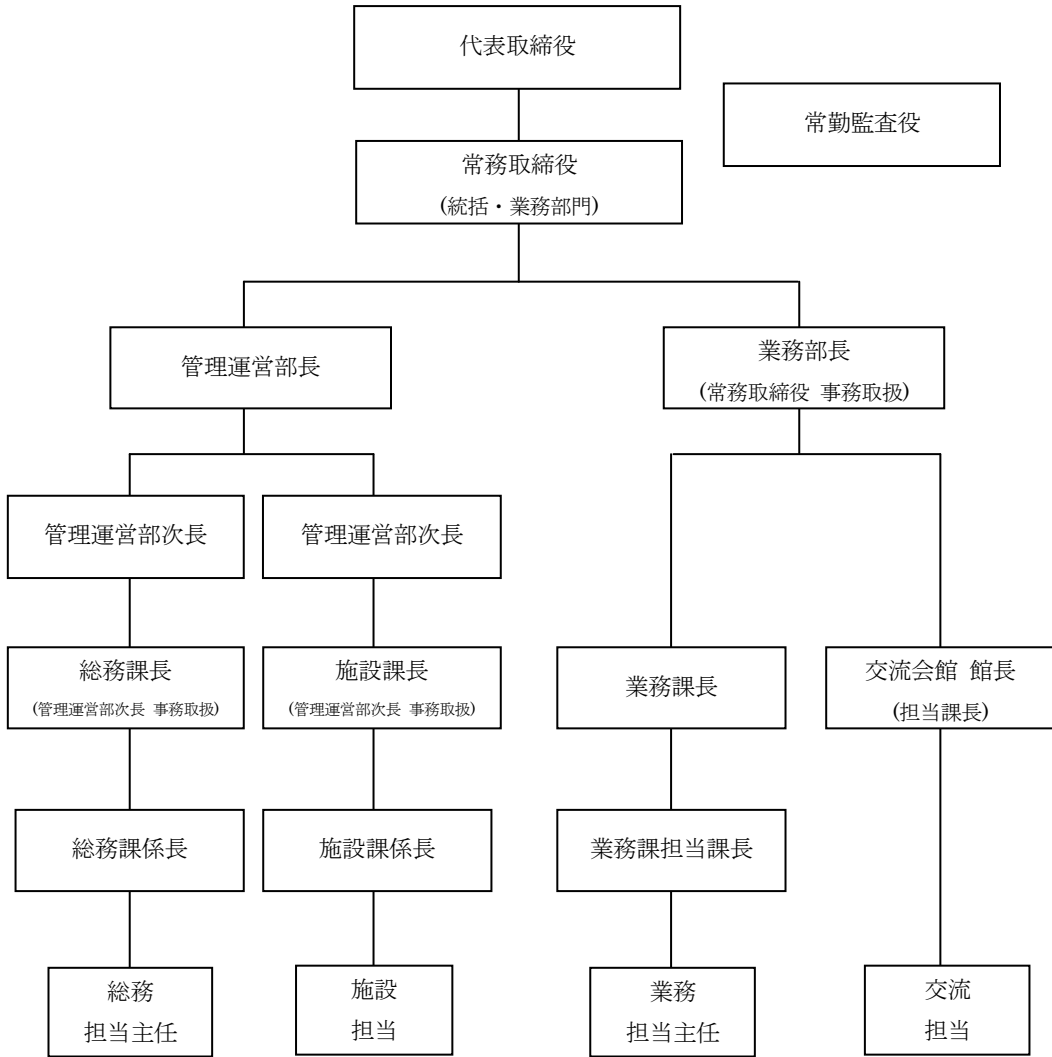 代表取締役
常勤監査役
常務取締役
(統括・業務部門)
管理運営部長
業務部長
(常務取締役 事務取扱)
管理運営部次長
管理運営部次長
総務課長
(管理運営部次長 事務取扱)
施設課長
(管理運営部次長 事務取扱)
業務課長
交流会館 館長
(担当課長)
総務課係長
施設課係長
業務課担当課長
総務
担当主任
施設
担当
業務
担当主任
交流
担当